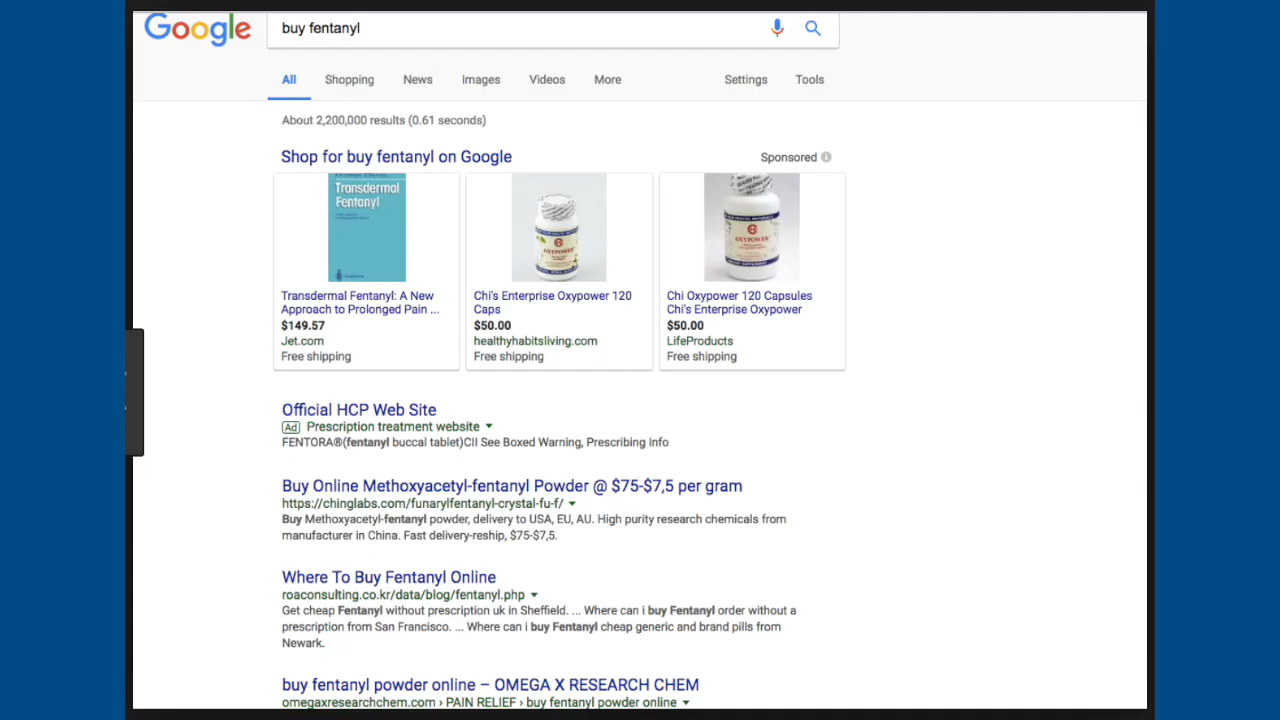 Google
buy fentanyl
All Shopping News Images Videos More Settings Tools
About 2,200,000 results (0.61 seconds)
Shop for buy fentanyl on Google
Sponsored
Transdermal
Fentanyl
OXYPOWER
OXYPOWER
Transdermal Fentanyl: A New
Approach to Prolonged Pain ...
$149.57
Jet.com
Free shipping
Chi's Enterprise Oxypower 120
Caps
$50.00
healthyhabitsliving.com
Free shipping
Chi Oxypower 120 Capsules
Chi's Enterprise Oxypower
$50.00
LifeProducts
Free shipping
Official HCP Web Site
Ad Prescription treatment website
FENTORA®(fentanyl buccal tablet)CII See Boxed Warning, Prescribing Info
Buy Online Methoxyacetyl-fentanyl Powder @ $75-$7,5 per gram
https://chinglabs.com/funarylfentanyl-crystal-fu-f/
Buy Methoxyacetyl-fentanyl powder, delivery to USA, EU, AU. High purity research chemicals from
manufacturer in China. Fast delivery-reship, $75-$7,5.
Where To Buy Fentanyl Online
roaconsulting.co.kr/data/blog/fentanyl.php
Get cheap Fentanyl without prescription uk in Sheffield. ... Where can i buy Fentanyl order without a
prescription from San Francisco. ... Where can i buy Fentanyl cheap generic and brand pills from
Newark.
buy fentanyl powder online – OMEGA X RESEARCH CHEM
omegaxresearchchem.com › PAIN RELIEF › buy fentanyl powder online